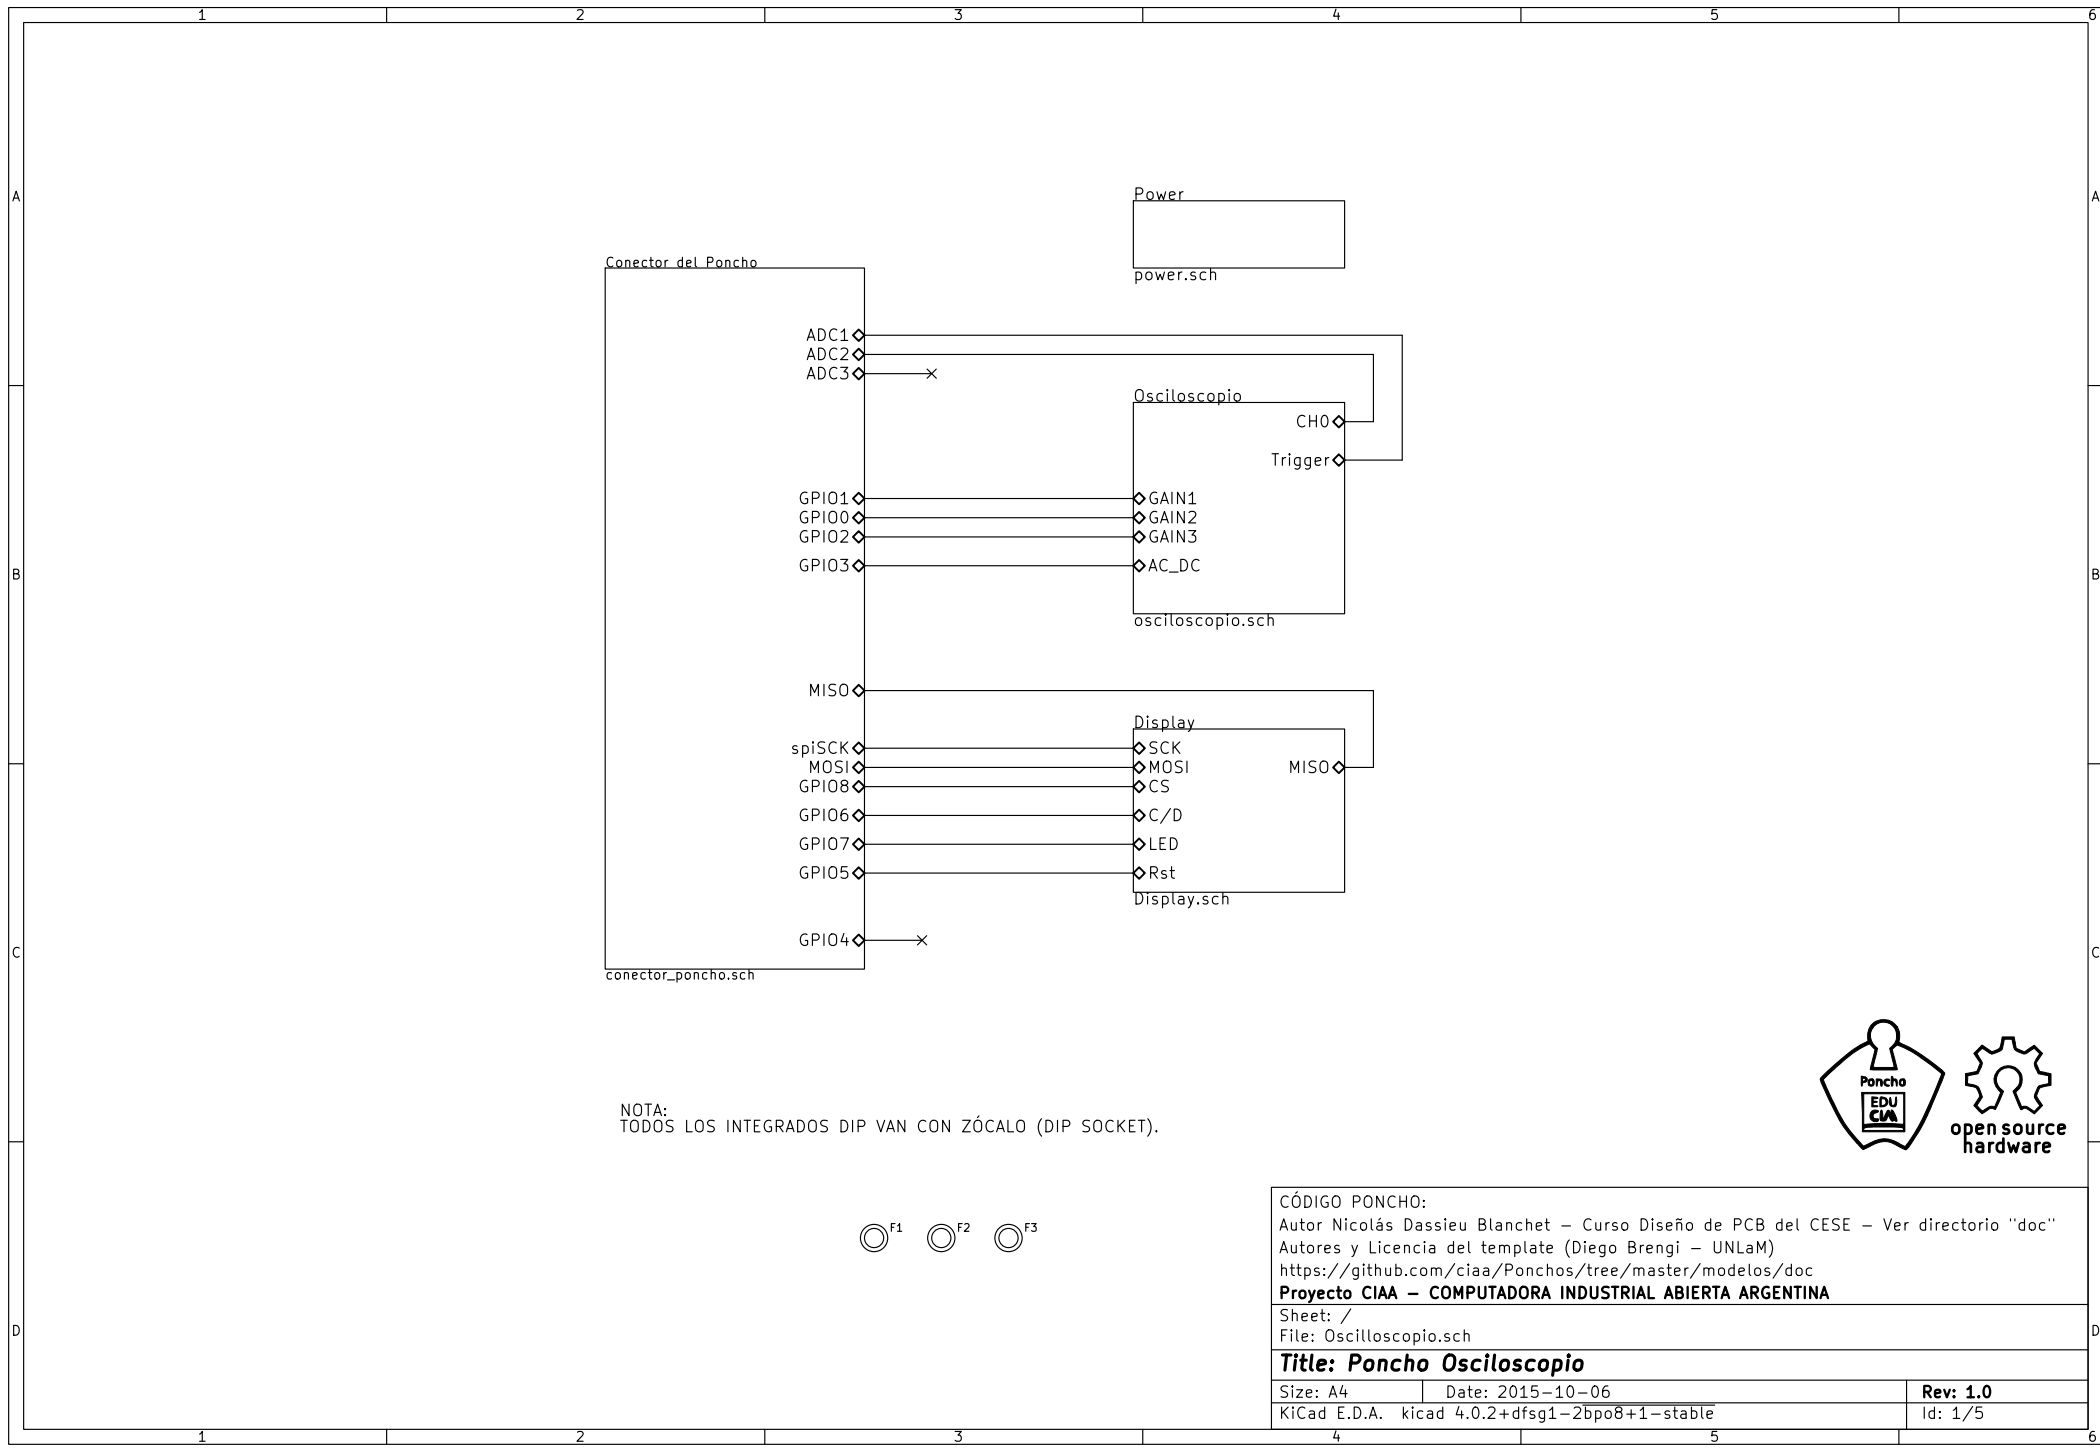 1 2 3 4 5 6
A A
Power
power.sch
Conector del Poncho
ADC1
ADC2
ADC3
Osciloscopio
CH0
Trigger
GPIO1 GAIN1
GPIO0 GAIN2
GPIO2 GAIN3
GPIO3 AC_DC
B B
osciloscopio.sch
MISO
Display
spiSCK SCK
MOSI MOSI MISO
GPIO8 CS
GPIO6 C/D
GPIO7 LED
GPIO5 Rst
Display.sch
GPIO4
C C
conector_poncho.sch
Poncho
EDU
CIAA
open source
hardware
NOTA:
TODOS LOS INTEGRADOS DIP VAN CON ZÓCALO (DIP SOCKET).
F1 F2 F3
CÓDIGO PONCHO:
Autor Nicolás Dassieu Blanchet – Curso Diseño de PCB del CESE – Ver directorio "doc"
Autores y Licencia del template (Diego Brengi – UNLaM)
https://github.com/ciaa/Ponchos/tree/master/modelos/doc
Proyecto CIAA – COMPUTADORA INDUSTRIAL ABIERTA ARGENTINA
Sheet: /
File: Oscilloscopio.sch
D D
Title: Poncho Osciloscopio
Size: A4 Date: 2015-10-06 Rev: 1.0
KiCad E.D.A. kicad 4.0.2+dfsg1-2bpo8+1-stable Id: 1/5
1 2 3 4 5 6